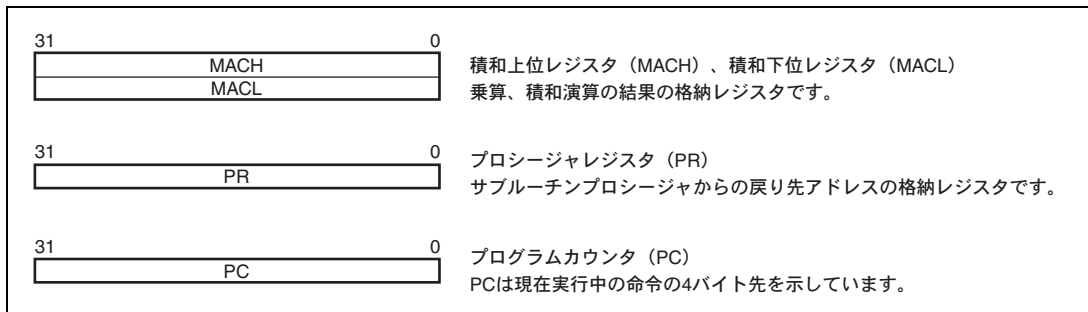 31 0
MACH
MACL
積和上位レジスタ（MACH）、積和下位レジスタ（MACL）
乗算、積和演算の結果の格納レジスタです。
31 0
PR
プロシージャレジスタ（PR）
サブルーチンプロシージャからの戻り先アドレスの格納レジスタです。
31 0
PC
プログラムカウンタ（PC）
PCは現在実行中の命令の4バイト先を示しています。